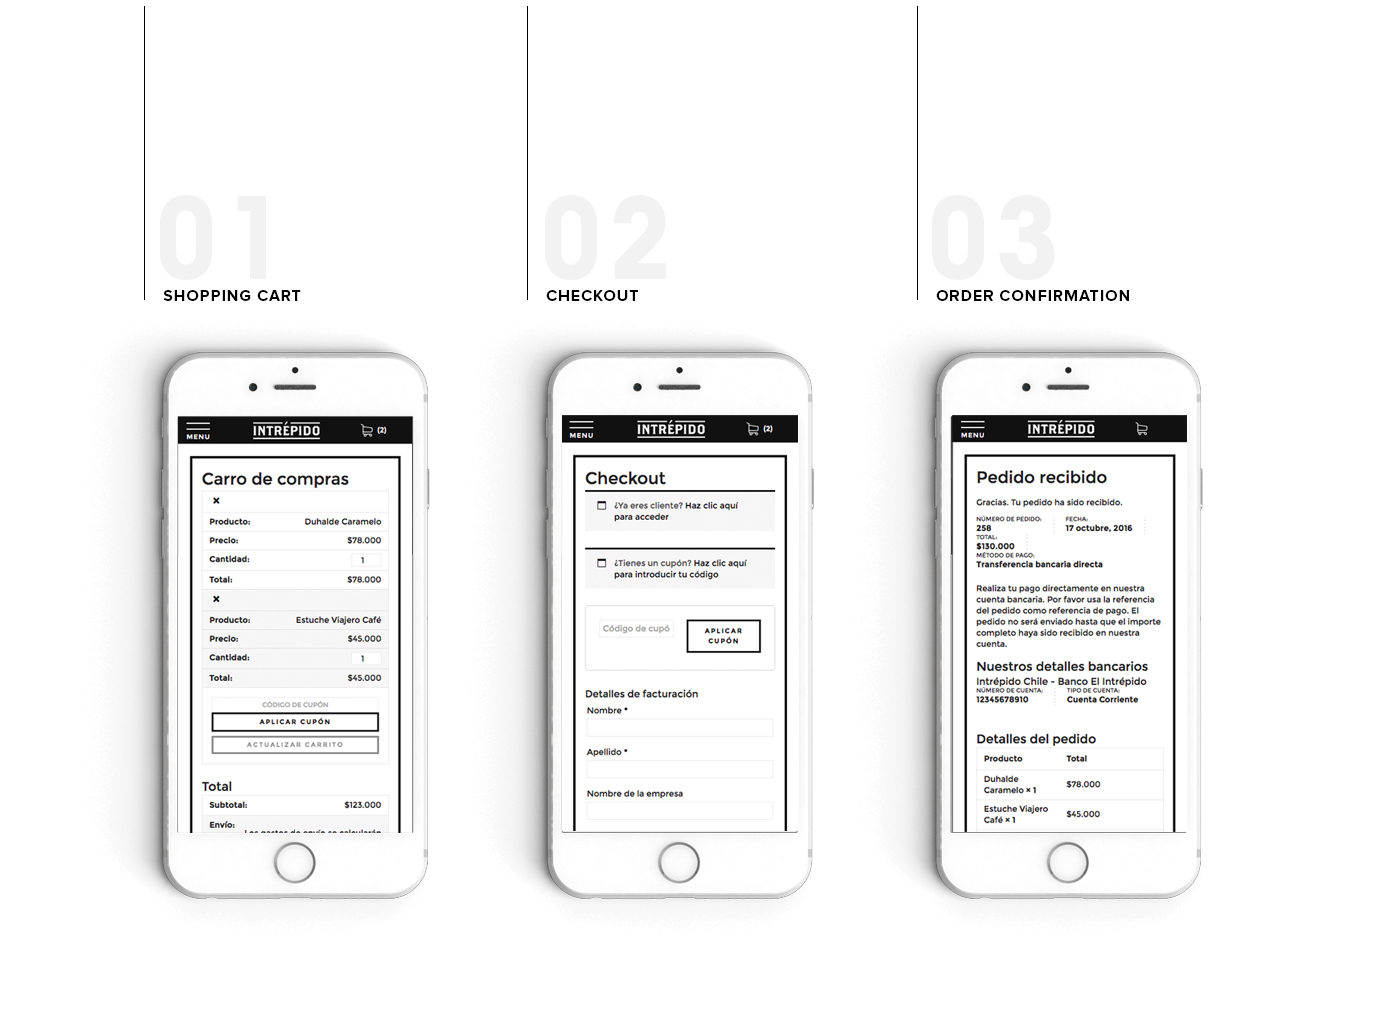 01
SHOPPING CART
MENU
INTRÉPIDO
(2)
Carro de compras
×
Producto: Duhalde Caramelo
Precio: $78.000
Cantidad: 1
Total: $78.000
×
Producto: Estuche Viajero Café
Precio: $45.000
Cantidad: 1
Total: $45.000
CÓDIGO DE CUPÓN
APLICAR CUPÓN
ACTUALIZAR CARRITO
Total
Subtotal: $123.000
Envío:
Los gastos de envío se calcularán
02
CHECKOUT
MENU
INTRÉPIDO
(2)
Checkout
¿Ya eres cliente? Haz clic aquí
para acceder
¿Tienes un cupón? Haz clic aquí
para introducir tu código
Código de cupó
APLICAR
CUPÓN
Detalles de facturación
Nombre *
Apellido *
Nombre de la empresa
03
ORDER CONFIRMATION
MENU
INTRÉPIDO
Pedido recibido
Gracias. Tu pedido ha sido recibido.
NÚMERO DE PEDIDO:
258
FECHA:
17 octubre, 2016
TOTAL:
$130.000
MÉTODO DE PAGO:
Transferencia bancaria directa
Realiza tu pago directamente en nuestra
cuenta bancaria. Por favor usa la referencia
del pedido como referencia de pago. El
pedido no será enviado hasta que el importe
completo haya sido recibido en nuestra
cuenta.
Nuestros detalles bancarios
Intrépido Chile - Banco El Intrépido
NÚMERO DE CUENTA:
12345678910
TIPO DE CUENTA:
Cuenta Corriente
Detalles del pedido
Producto Total
Duhalde
Caramelo × 1
$78.000
Estuche Viajero
Café × 1
$45.000